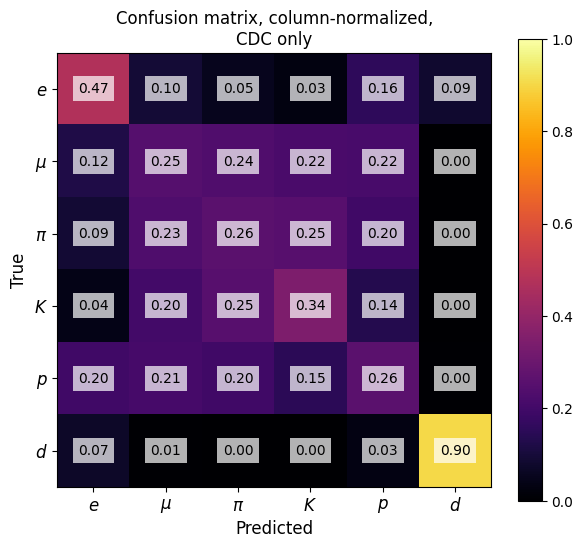 Confusion matrix, column-normalized,
CDC only
e 0.47 0.10 0.05 0.03 0.16 0.09
μ 0.12 0.25 0.24 0.22 0.22 0.00
π 0.09 0.23 0.26 0.25 0.20 0.00
K 0.04 0.20 0.25 0.34 0.14 0.00
p 0.20 0.21 0.20 0.15 0.26 0.00
d 0.07 0.01 0.00 0.00 0.03 0.90
e μ π K p d
Predicted
True
1.0
0.8
0.6
0.4
0.2
0.0